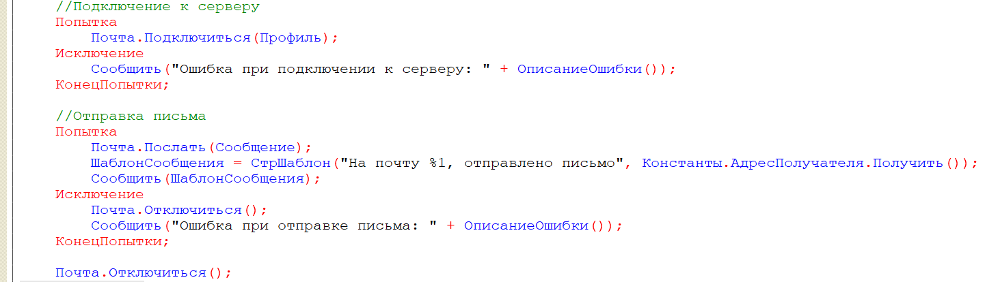 //Подключение к серверу
Попытка
Почта.Подключиться(Профиль);
Исключение
Сообщить("Ошибка при подключении к серверу: " + ОписаниеОшибки());
КонецПопытки;
//Отправка письма
Попытка
Почта.Послать(Сообщение);
ШаблонСообщения = СтрШаблон("На почту %1, отправлено письмо", Константы.АдресПолучателя.Получить());
Сообщить(ШаблонСообщения);
Исключение
Почта.Отключиться();
Сообщить("Ошибка при отправке письма: " + ОписаниеОшибки());
КонецПопытки;
Почта.Отключиться();